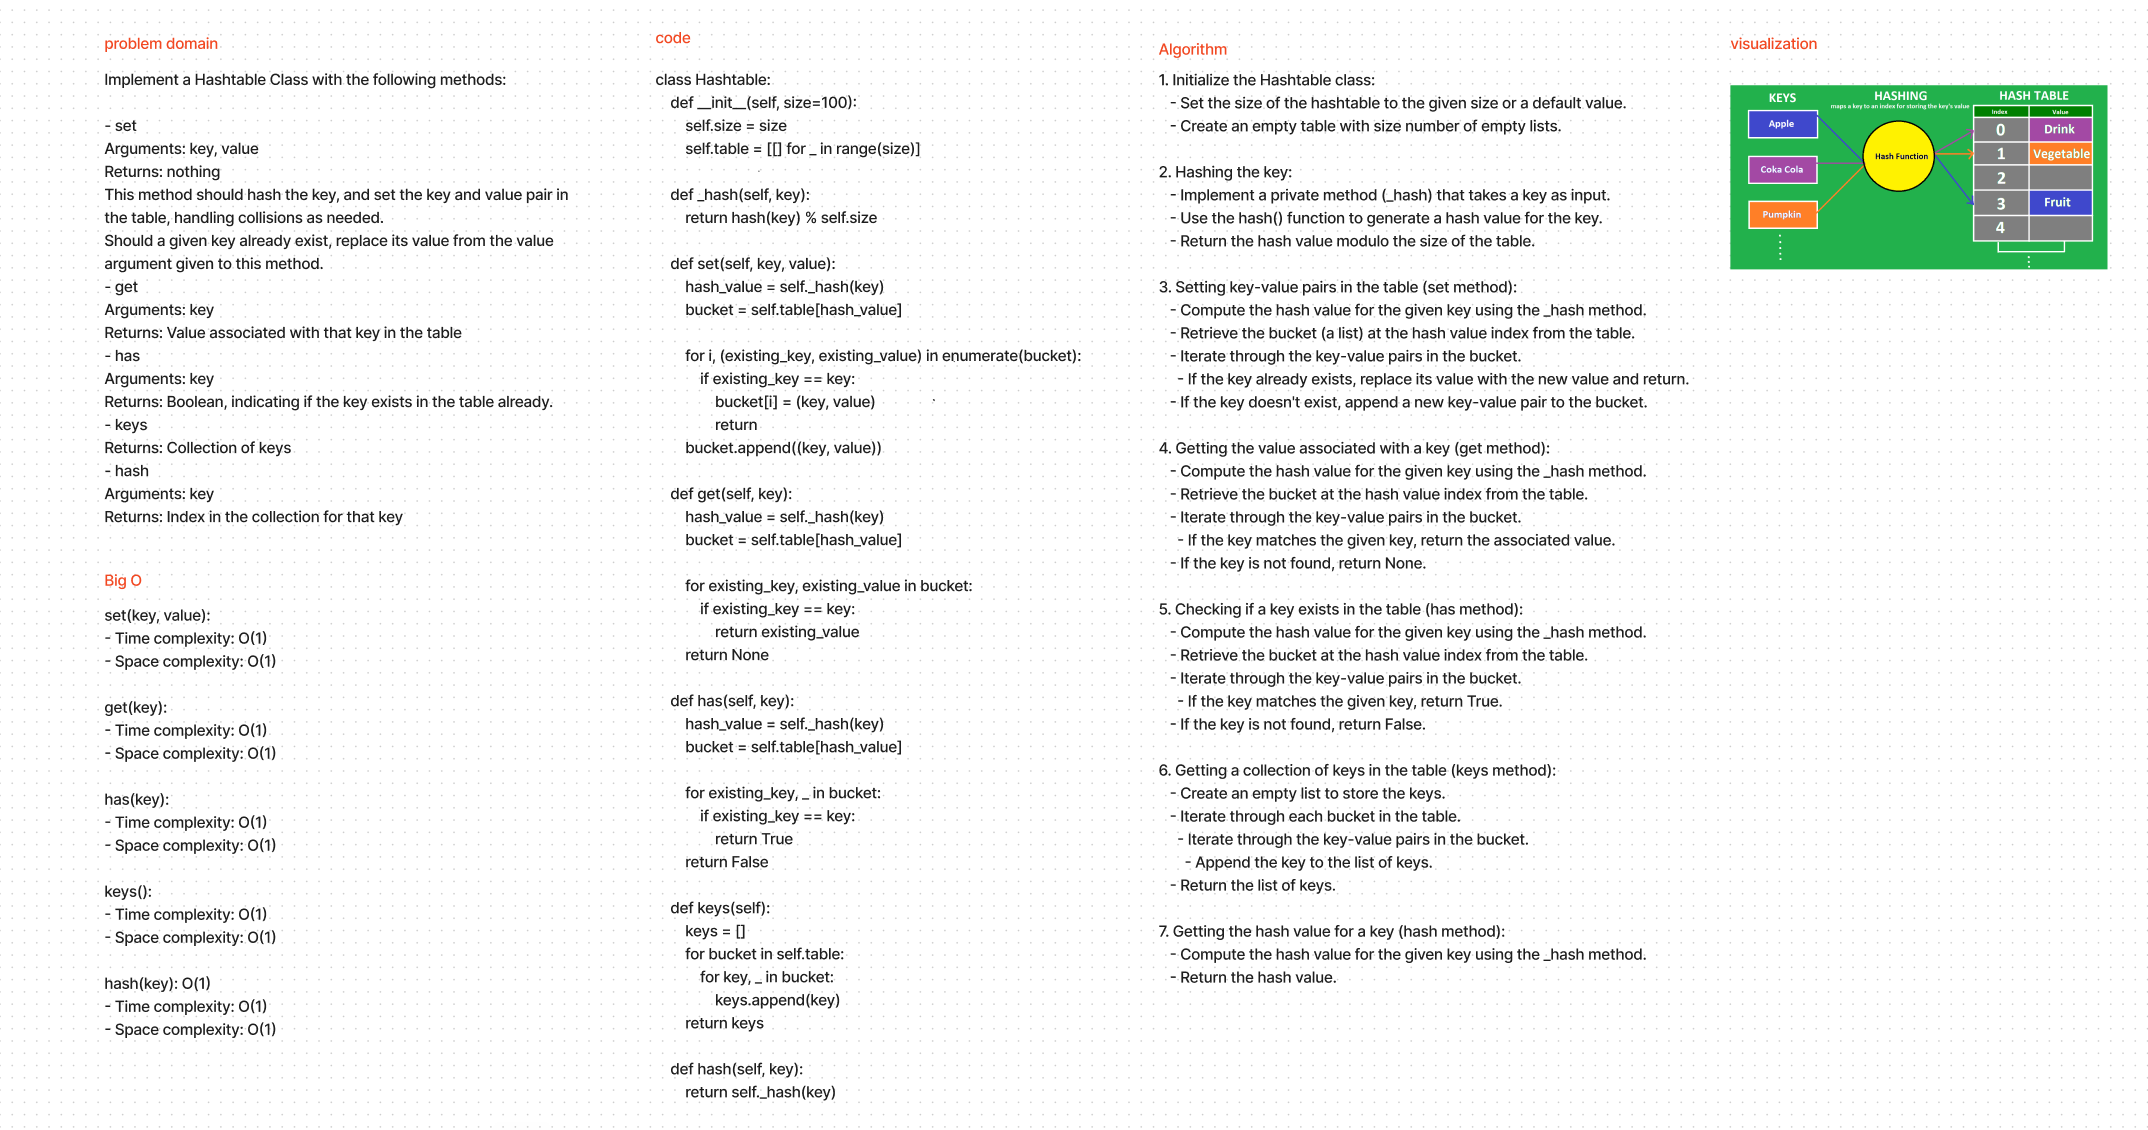 problem domain
Implement a Hashtable Class with the following methods:
- set
Arguments: key, value
Returns: nothing
This method should hash the key, and set the key and value pair in
the table, handling collisions as needed.
Should a given key already exist, replace its value from the value
argument given to this method.
- get
Arguments: key
Returns: Value associated with that key in the table
- has
Arguments: key
Returns: Boolean, indicating if the key exists in the table already.
- keys
Returns: Collection of keys
- hash
Arguments: key
Returns: Index in the collection for that key
Big O
set(key, value):
- Time complexity: O(1)
- Space complexity: O(1)
get(key):
- Time complexity: O(1)
- Space complexity: O(1)
has(key):
- Time complexity: O(1)
- Space complexity: O(1)
keys():
- Time complexity: O(1)
- Space complexity: O(1)
hash(key): O(1)
- Time complexity: O(1)
- Space complexity: O(1)
code
class Hashtable:
def __init__(self, size=100):
self.size = size
self.table = [[] for _ in range(size)]
def _hash(self, key):
return hash(key) % self.size
def set(self, key, value):
hash_value = self._hash(key)
bucket = self.table[hash_value]
for i, (existing_key, existing_value) in enumerate(bucket):
if existing_key == key:
bucket[i] = (key, value)
return
bucket.append((key, value))
def get(self, key):
hash_value = self._hash(key)
bucket = self.table[hash_value]
for existing_key, existing_value in bucket:
if existing_key == key:
return existing_value
return None
def has(self, key):
hash_value = self._hash(key)
bucket = self.table[hash_value]
for existing_key, _ in bucket:
if existing_key == key:
return True
return False
def keys(self):
keys = []
for bucket in self.table:
for key, _ in bucket:
keys.append(key)
return keys
def hash(self, key):
return self._hash(key)
Algorithm
1. Initialize the Hashtable class:
- Set the size of the hashtable to the given size or a default value.
- Create an empty table with size number of empty lists.
2. Hashing the key:
- Implement a private method (_hash) that takes a key as input.
- Use the hash() function to generate a hash value for the key.
- Return the hash value modulo the size of the table.
3. Setting key-value pairs in the table (set method):
- Compute the hash value for the given key using the _hash method.
- Retrieve the bucket (a list) at the hash value index from the table.
- Iterate through the key-value pairs in the bucket.
- If the key already exists, replace its value with the new value and return.
- If the key doesn't exist, append a new key-value pair to the bucket.
4. Getting the value associated with a key (get method):
- Compute the hash value for the given key using the _hash method.
- Retrieve the bucket at the hash value index from the table.
- Iterate through the key-value pairs in the bucket.
- If the key matches the given key, return the associated value.
- If the key is not found, return None.
5. Checking if a key exists in the table (has method):
- Compute the hash value for the given key using the _hash method.
- Retrieve the bucket at the hash value index from the table.
- Iterate through the key-value pairs in the bucket.
- If the key matches the given key, return True.
- If the key is not found, return False.
6. Getting a collection of keys in the table (keys method):
- Create an empty list to store the keys.
- Iterate through each bucket in the table.
- Iterate through the key-value pairs in the bucket.
- Append the key to the list of keys.
- Return the list of keys.
7. Getting the hash value for a key (hash method):
- Compute the hash value for the given key using the _hash method.
- Return the hash value.
visualization
KEYS
Apple
Coka Cola
Pumpkin
HASHING
maps a key to an index for storing the key's value
Hash Function
HASH TABLE
Index Value
0 Drink
1 Vegetable
2
3 Fruit
4